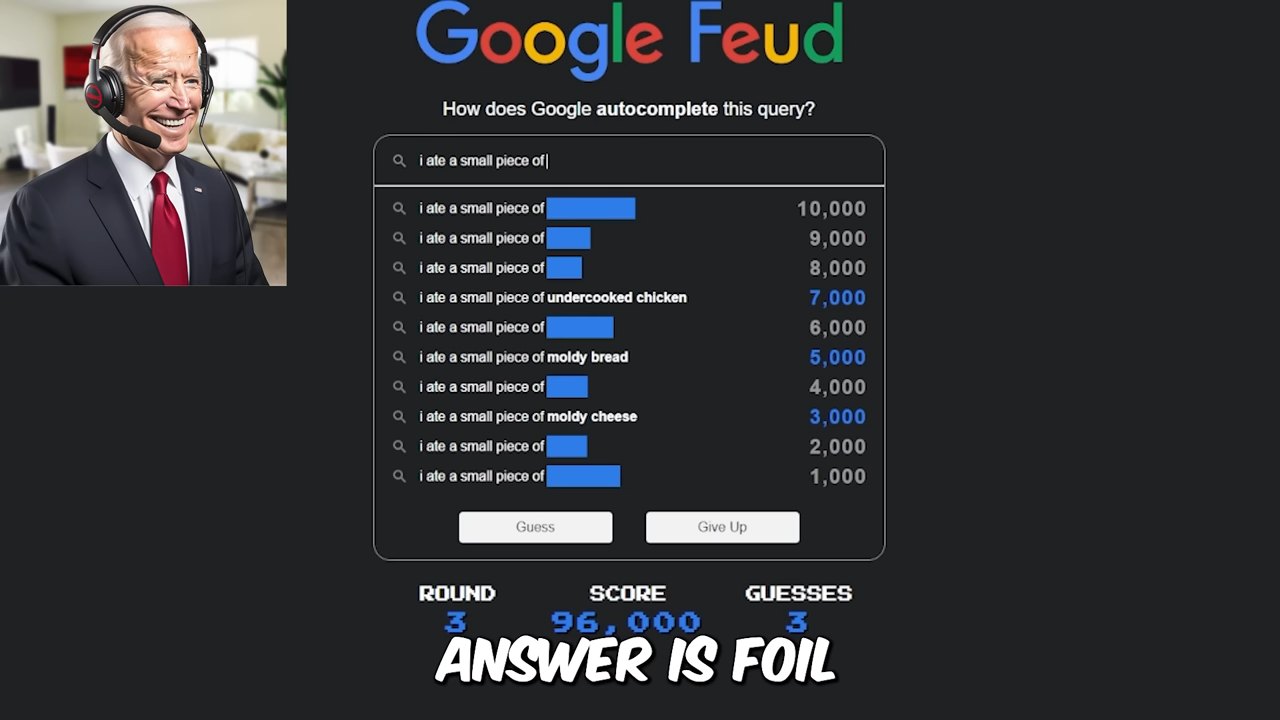 Google Feud
How does Google autocomplete this query?
i ate a small piece of
i ate a small piece of 10,000
i ate a small piece of 9,000
i ate a small piece of 8,000
i ate a small piece of undercooked chicken 7,000
i ate a small piece of 6,000
i ate a small piece of moldy bread 5,000
i ate a small piece of 4,000
i ate a small piece of moldy cheese 3,000
i ate a small piece of 2,000
i ate a small piece of 1,000
Guess Give Up
ROUND SCORE GUESSES
3 96,000 3
ANSWER IS FOIL